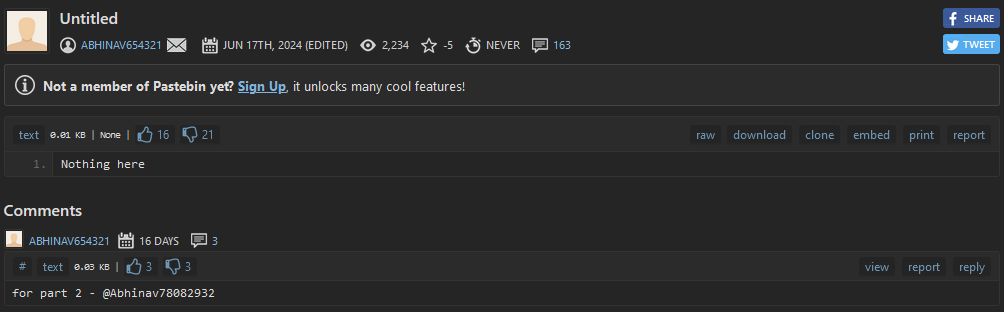 Untitled
SHARE
ABHINAV654321 JUN 17TH, 2024 (EDITED) 2,234 -5 NEVER 163
TWEET
Not a member of Pastebin yet? Sign Up, it unlocks many cool features!
text 0.01 KB | None | 16 21 raw download clone embed print report
1. Nothing here
Comments
ABHINAV654321 16 DAYS 3
# text 0.03 KB | 3 3 view report reply
for part 2 - @Abhinav78082932